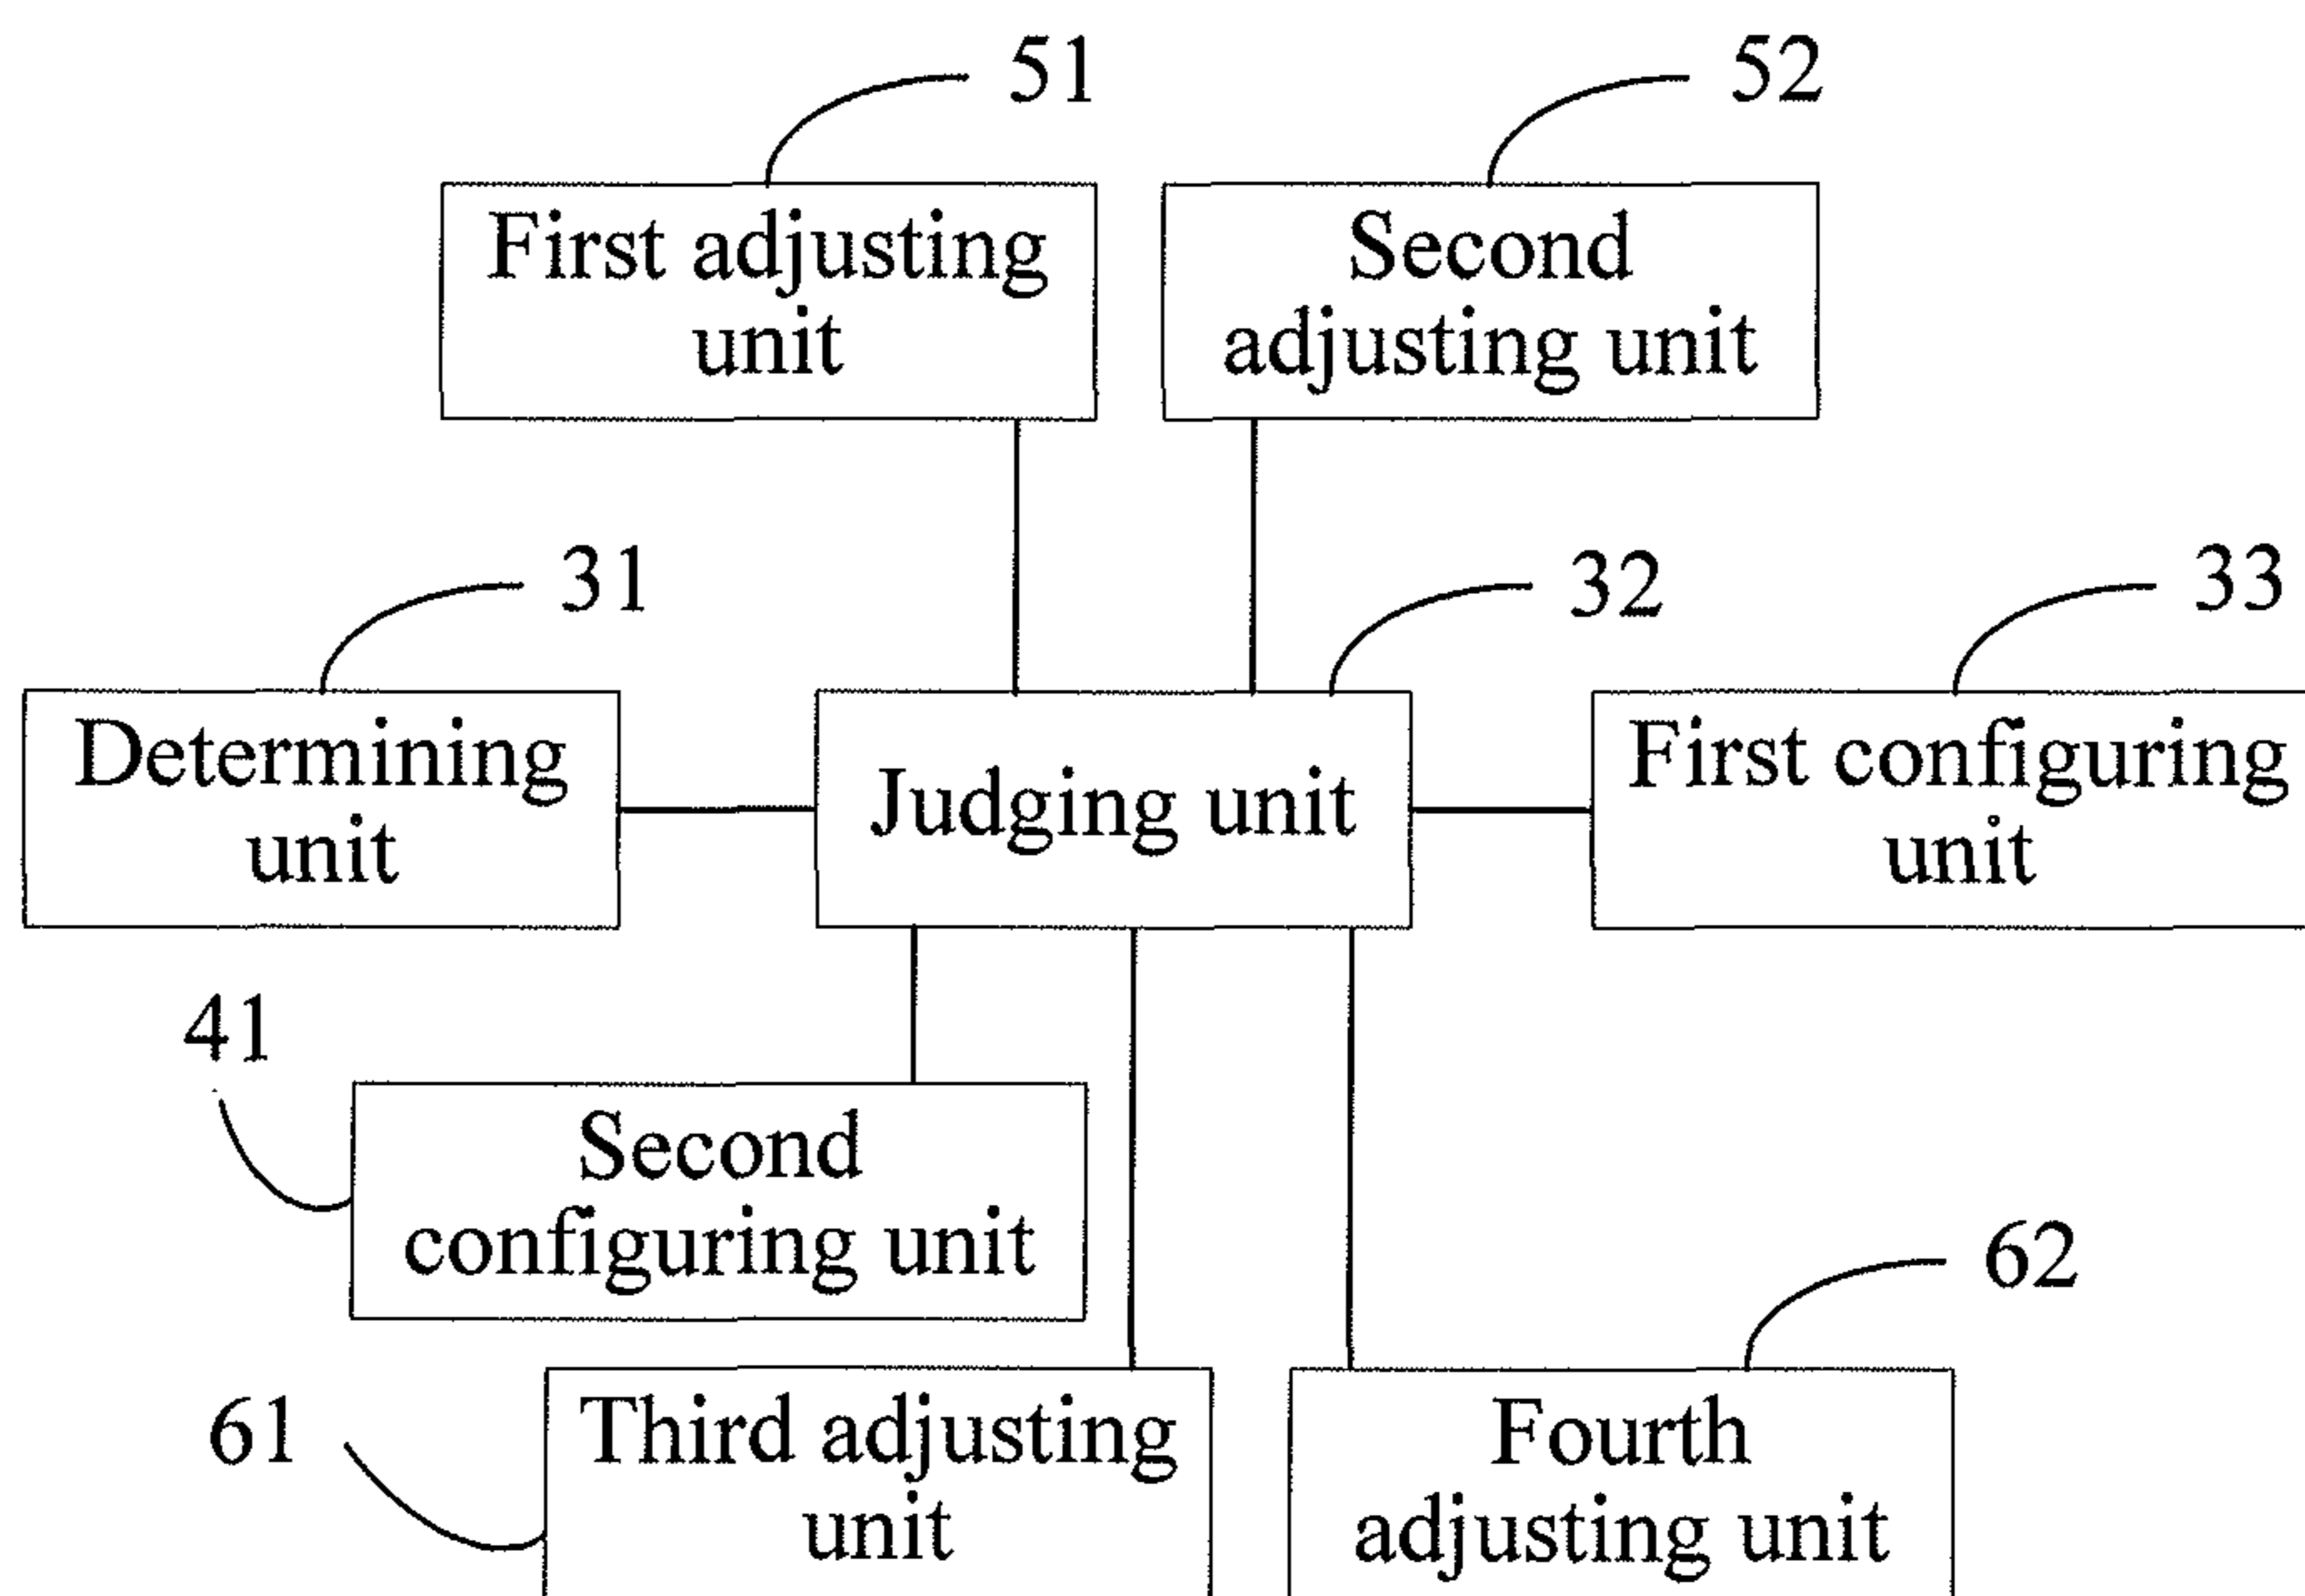 51
52
First adjusting
unit
Second
adjusting unit
31
32
33
Determining
unit
Judging unit
First configuring
unit
41
Second
configuring unit
62
61
Third adjusting
unit
Fourth
adjusting unit